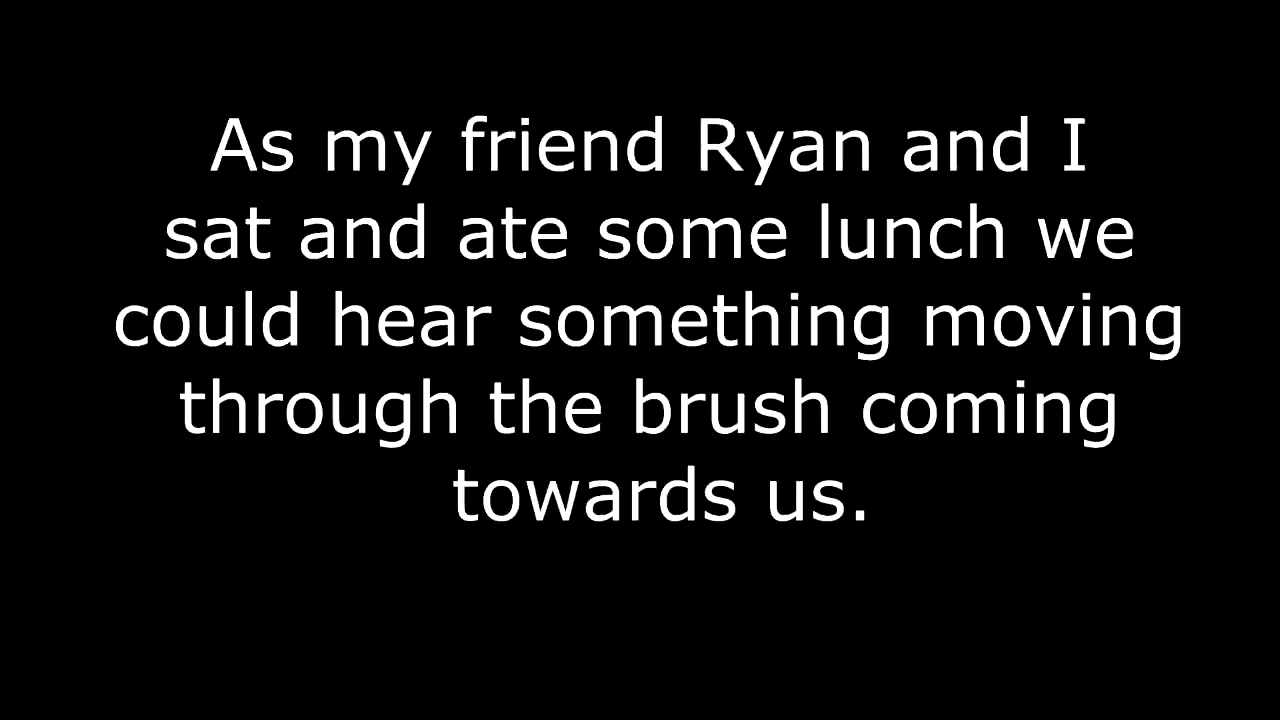 As my friend Ryan and I
sat and ate some lunch we
could hear something moving
through the brush coming
towards us.